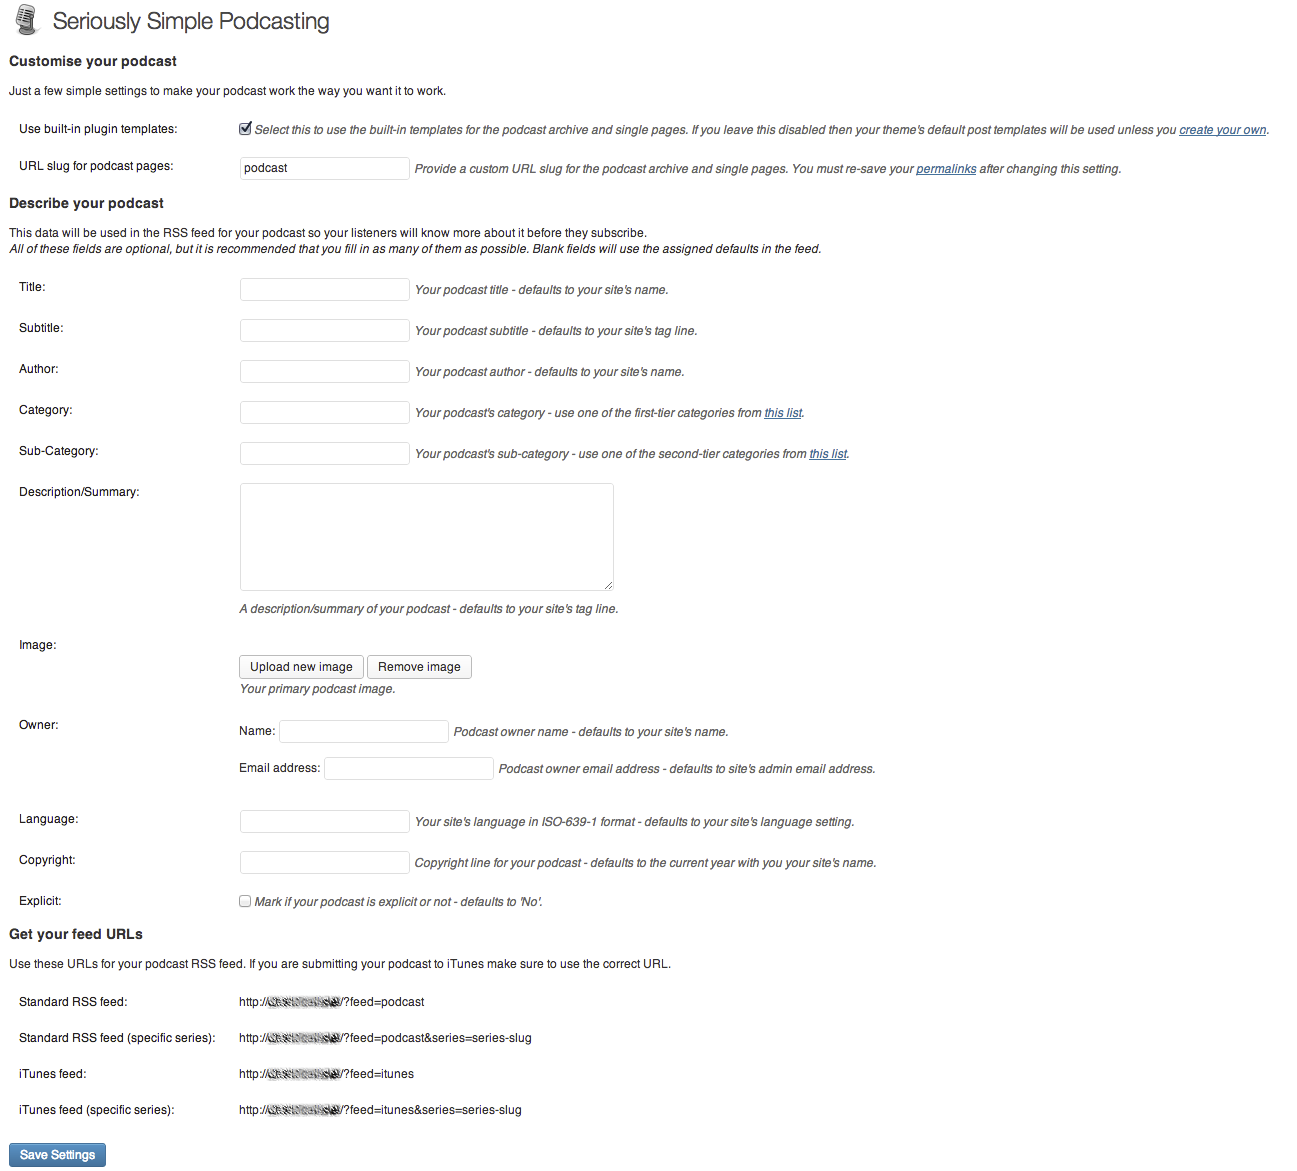 Seriously Simple Podcasting
Customise your podcast
Just a few simple settings to make your podcast work the way you want it to work.
Use built-in plugin templates: Select this to use the built-in templates for the podcast archive and single pages. If you leave this disabled then your theme's default post templates will be used unless you create your own.
URL slug for podcast pages: podcast Provide a custom URL slug for the podcast archive and single pages. You must re-save your permalinks after changing this setting.
Describe your podcast
This data will be used in the RSS feed for your podcast so your listeners will know more about it before they subscribe.
All of these fields are optional, but it is recommended that you fill in as many of them as possible. Blank fields will use the assigned defaults in the feed.
Title: Your podcast title - defaults to your site's name.
Subtitle: Your podcast subtitle - defaults to your site's tag line.
Author: Your podcast author - defaults to your site's name.
Category: Your podcast's category - use one of the first-tier categories from this list.
Sub-Category: Your podcast's sub-category - use one of the second-tier categories from this list.
Description/Summary:
A description/summary of your podcast - defaults to your site's tag line.
Image:
Upload new image Remove image
Your primary podcast image.
Owner: Name: Podcast owner name - defaults to your site's name.
Email address: Podcast owner email address - defaults to site's admin email address.
Language: Your site's language in ISO-639-1 format - defaults to your site's language setting.
Copyright: Copyright line for your podcast - defaults to the current year with you your site's name.
Explicit: Mark if your podcast is explicit or not - defaults to 'No'.
Get your feed URLs
Use these URLs for your podcast RSS feed. If you are submitting your podcast to iTunes make sure to use the correct URL.
Standard RSS feed: http:// /?feed=podcast
Standard RSS feed (specific series): http:// /?feed=podcast&series=series-slug
iTunes feed: http:// /?feed=itunes
iTunes feed (specific series): http:// /?feed=itunes&series=series-slug
Save Settings